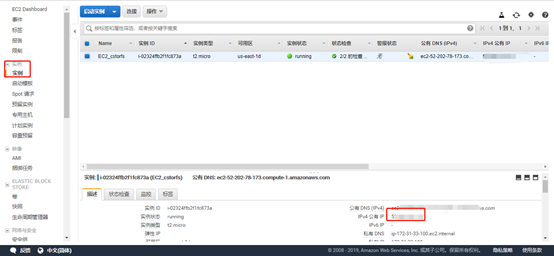 EC2 Dashboard
事件
标签
报告
限制
实例
实例
启动模板
Spot 请求
预留实例
专用主机
计划实例
容量预留
映像
AMI
捆绑任务
ELASTIC BLOCK STORE
卷
快照
生命周期管理器
网络与安全
安全组
启动实例 连接 操作
按标签和属性筛选，或者按关键字搜索
1 到 1，
Name 实例 ID 实例类型 可用区 实例状态 状态检查 警报状态 公有 DNS (IPv4) IPv4 公有 IP IPv6
EC2_cstorfs i-02324ffb2f1fc873a t2.micro us-east-1d running 2/2 的检查... 无 ec2-52-202-78-173.co... -
实例: i-02324ffb2f1fc873a (EC2_cstorfs) 公有 DNS: ec2-52-202-78-173.compute-1.amazonaws.com
描述 状态检查 监控 标签
实例 ID i-02324ffb2f1fc873a 公有 DNS (IPv4)
实例状态 running IPv4 公有 IP 5
实例类型 t2.micro IPv6 IP -
弹性 IP 私有 DNS ip-172-31-33-100.ec2.internal
反馈 中文(简体) © 2008 - 2019, Amazon Web Services, Inc. 或其子公司。保留所有权利。 隐私策略 使用条款